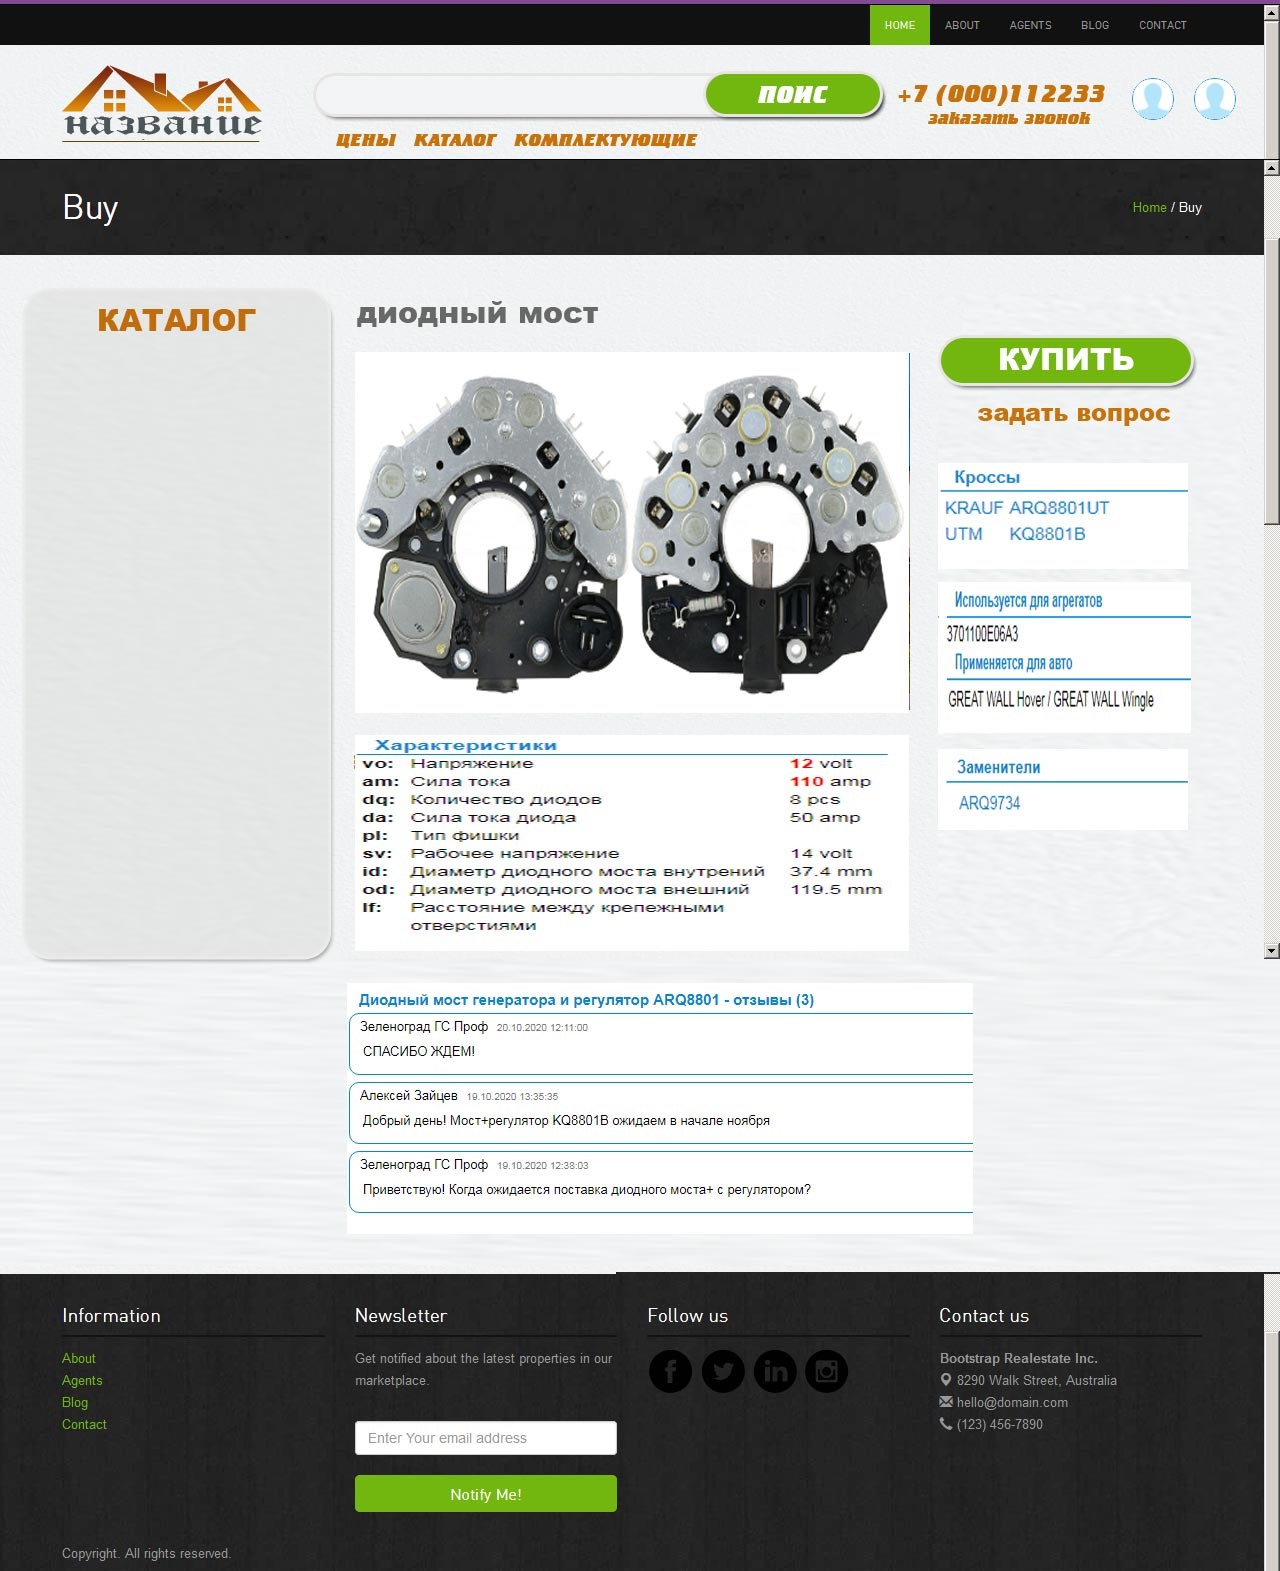 HOME ABOUT AGENTS BLOG CONTACT
название
ПОИС
+7 (000)112233
заказать звонок
ЦЕНЫ КАТАЛОГ КОМПЛЕКТУЮЩИЕ
Buy
Home / Buy
КАТАЛОГ
диодный мост
КУПИТЬ
задать вопрос
Кроссы
KRAUF ARQ8801UT
UTM KQ8801B
Используется для агрегатов
3701100E06A3
Применяется для авто
GREAT WALL Hover / GREAT WALL Wingle
Заменители
ARQ9734
Характеристики
vo: Напряжение 12 volt
am: Сила тока 110 amp
dq: Количество диодов 8 pcs
da: Сила тока диода 50 amp
pl: Тип фишки
sv: Рабочее напряжение 14 volt
id: Диаметр диодного моста внутрений 37.4 mm
od: Диаметр диодного моста внешний 119.5 mm
lf: Расстояние между крепежными
отверстиями
Диодный мост генератора и регулятор ARQ8801 - отзывы (3)
Зеленоград ГС Проф 20.10.2020 12:11:00
СПАСИБО ЖДЕМ!
Алексей Зайцев 19.10.2020 13:35:35
Добрый день! Мост+регулятор KQ8801B ожидаем в начале ноября
Зеленоград ГС Проф 19.10.2020 12:38:03
Приветствую! Когда ожидается поставка диодного моста+ с регулятором?
Information
About
Agents
Blog
Contact
Newsletter
Get notified about the latest properties in our
marketplace.
Enter Your email address
Notify Me!
Follow us
Contact us
Bootstrap Realestate Inc.
8290 Walk Street, Australia
hello@domain.com
(123) 456-7890
Copyright. All rights reserved.